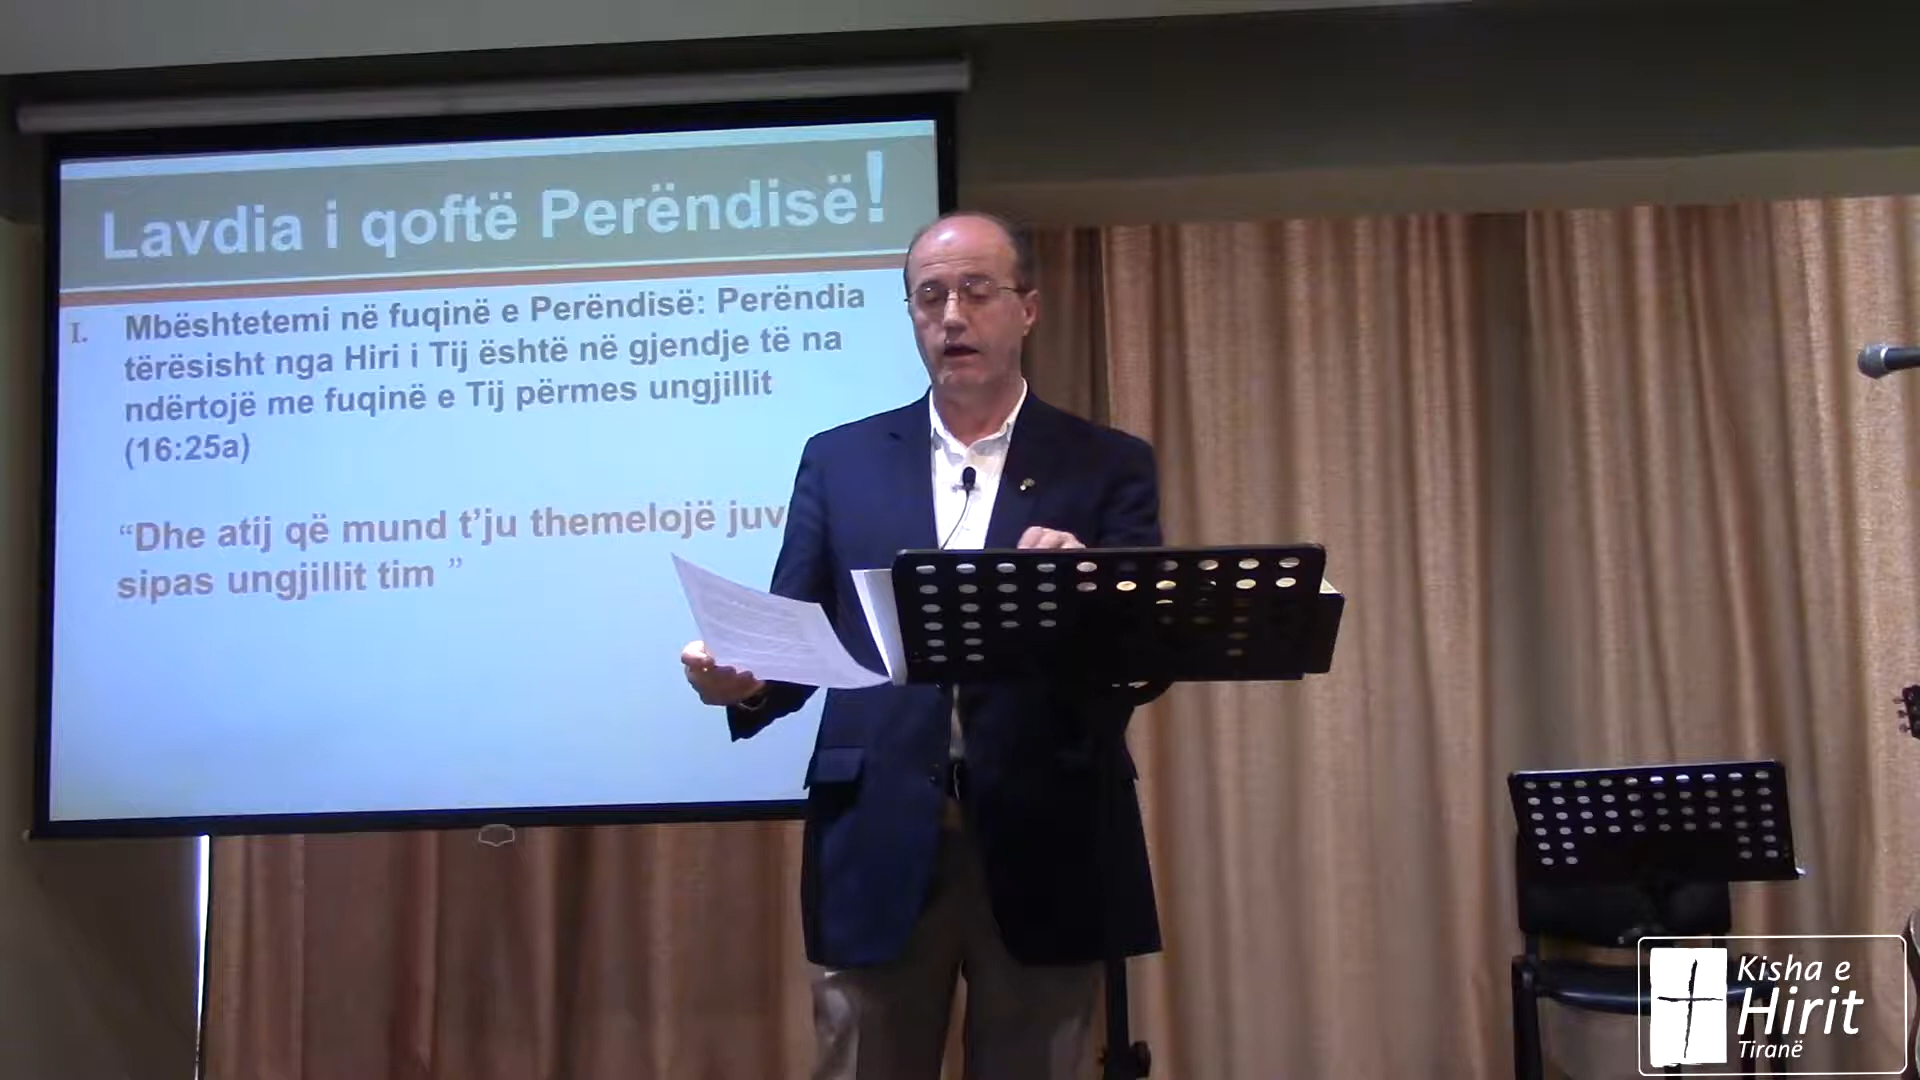 Lavdia i qoftë Perëndisë!
I. Mbështetemi në fuqinë e Perëndisë: Perëndia
tërësisht nga Hiri i Tij është në gjendje të na
ndërtojë me fuqinë e Tij përmes ungjillit
(16:25a)
“Dhe atij që mund t’ju themelojë juv
sipas ungjillit tim ”
Kisha e
Hirit
Tiranë